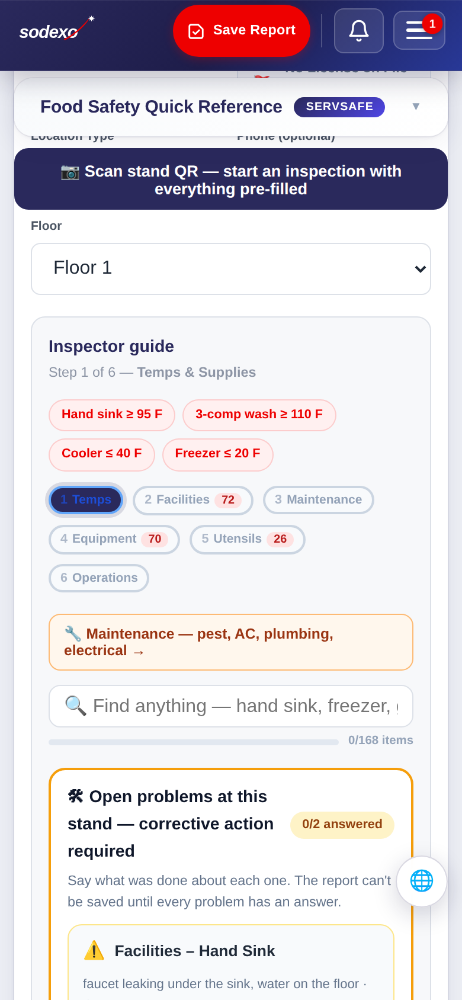 sodexo
Save Report
1
Food Safety Quick Reference
SERVSAFE
▼
Location Type
Phone (optional)
📷 Scan stand QR — start an inspection with
everything pre-filled
Floor
Floor 1
Inspector guide
Step 1 of 6 — Temps & Supplies
Hand sink ≥ 95 F
3-comp wash ≥ 110 F
Cooler ≤ 40 F
Freezer ≤ 20 F
1 Temps
2 Facilities 72
3 Maintenance
4 Equipment 70
5 Utensils 26
6 Operations
🔧 Maintenance — pest, AC, plumbing,
electrical →
🔍 Find anything — hand sink, freezer,
0/168 items
🛠 Open problems at this
stand — corrective action
required
0/2 answered
Say what was done about each one. The report can't
be saved until every problem has an answer.
⚠️ Facilities – Hand Sink
faucet leaking under the sink, water on the floor ·